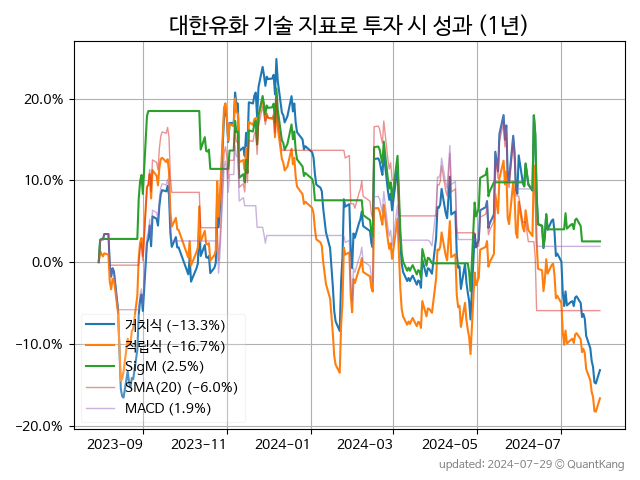 대한유화 기술 지표로 투자 시 성과 (1년)
20.0%
10.0%
0.0%
−10.0%
−20.0%
거치식 (−13.3%)
적립식 (−16.7%)
SigM (2.5%)
SMA(20) (−6.0%)
MACD (1.9%)
2023−09 2023−11 2024−01 2024−03 2024−05 2024−07
updated: 2024−07−29 ⓒ QuantKang